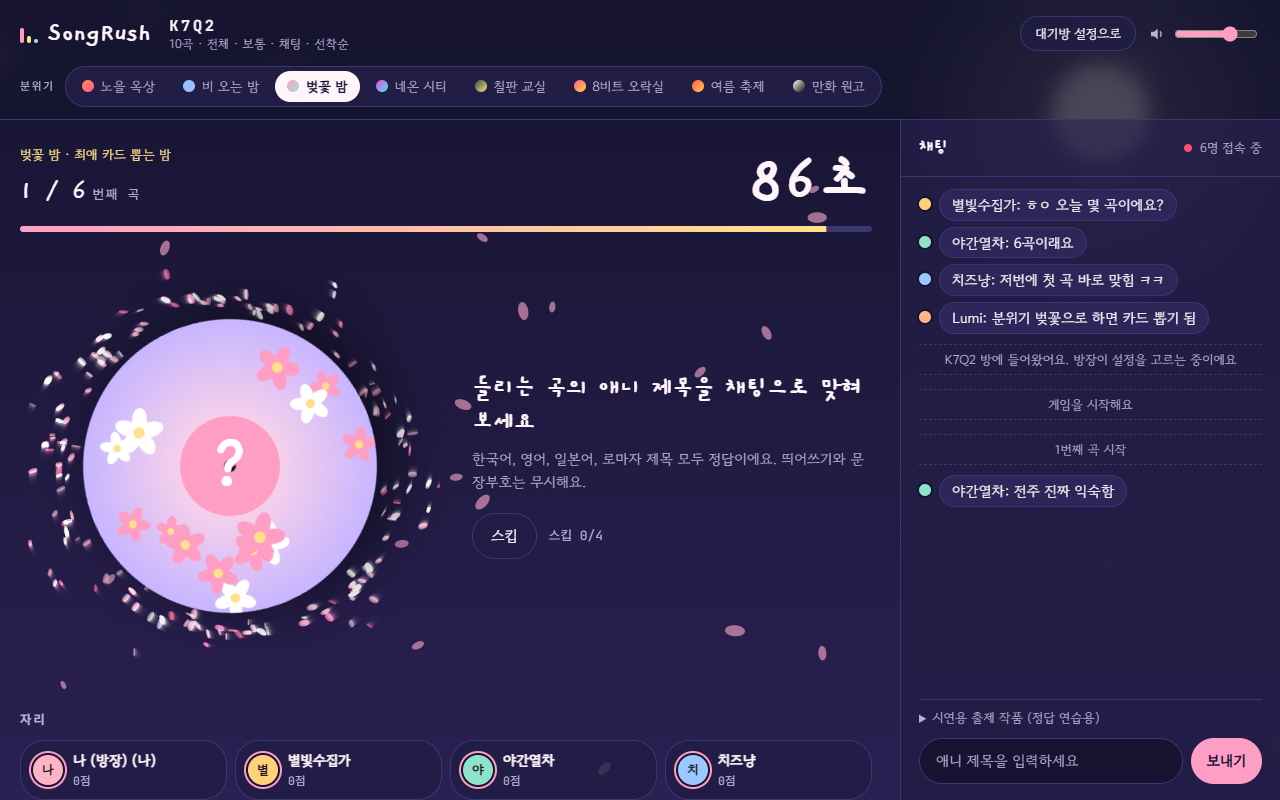 SongRush
K7Q2
10곡 · 전체 · 보통 · 채팅 · 선착순
대기방 설정으로
분위기
노을 옥상
비 오는 밤
벚꽃 밤
네온 시티
칠판 교실
8비트 오락실
여름 축제
만화 원고
벚꽃 밤 · 최애 카드 뽑는 밤
1 / 6 번째 곡
86초
?
들리는 곡의 애니 제목을 채팅으로 맞혀
보세요
한국어, 영어, 일본어, 로마자 제목 모두 정답이에요. 띄어쓰기와 문
장부호는 무시해요.
스킵
스킵 0/4
자리
나
나 (방장) (나)
0점
별
별빛수집가
0점
야
야간열차
0점
치
치즈냥
0점
채팅
6명 접속 중
별빛수집가: ㅎㅇ 오늘 몇 곡이에요?
야간열차: 6곡이래요
치즈냥: 저번에 첫 곡 바로 맞힘 ㅋㅋ
Lumi: 분위기 벚꽃으로 하면 카드 뽑기 됨
K7Q2 방에 들어왔어요. 방장이 설정을 고르는 중이에요
게임을 시작해요
1번째 곡 시작
야간열차: 전주 진짜 익숙함
▶ 시연용 출제 작품 (정답 연습용)
애니 제목을 입력하세요
보내기